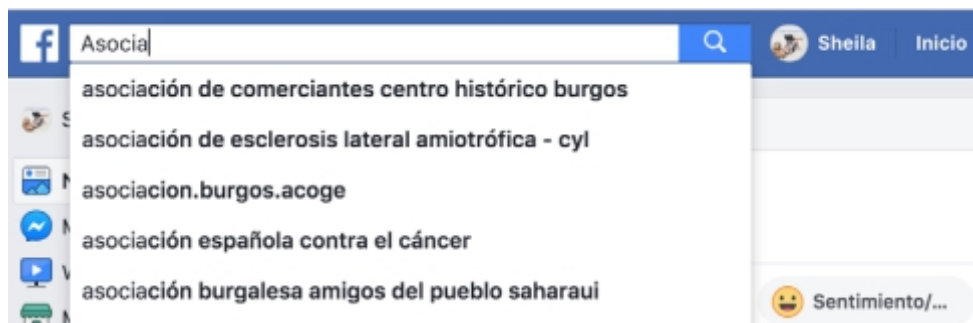 f Asocia Sheila Inicio
asociación de comerciantes centro histórico burgos
asociación de esclerosis lateral amiotrófica - cyl
asociacion.burgos.acoge
asociación española contra el cáncer
asociación burgalesa amigos del pueblo saharaui
Sentimiento/...